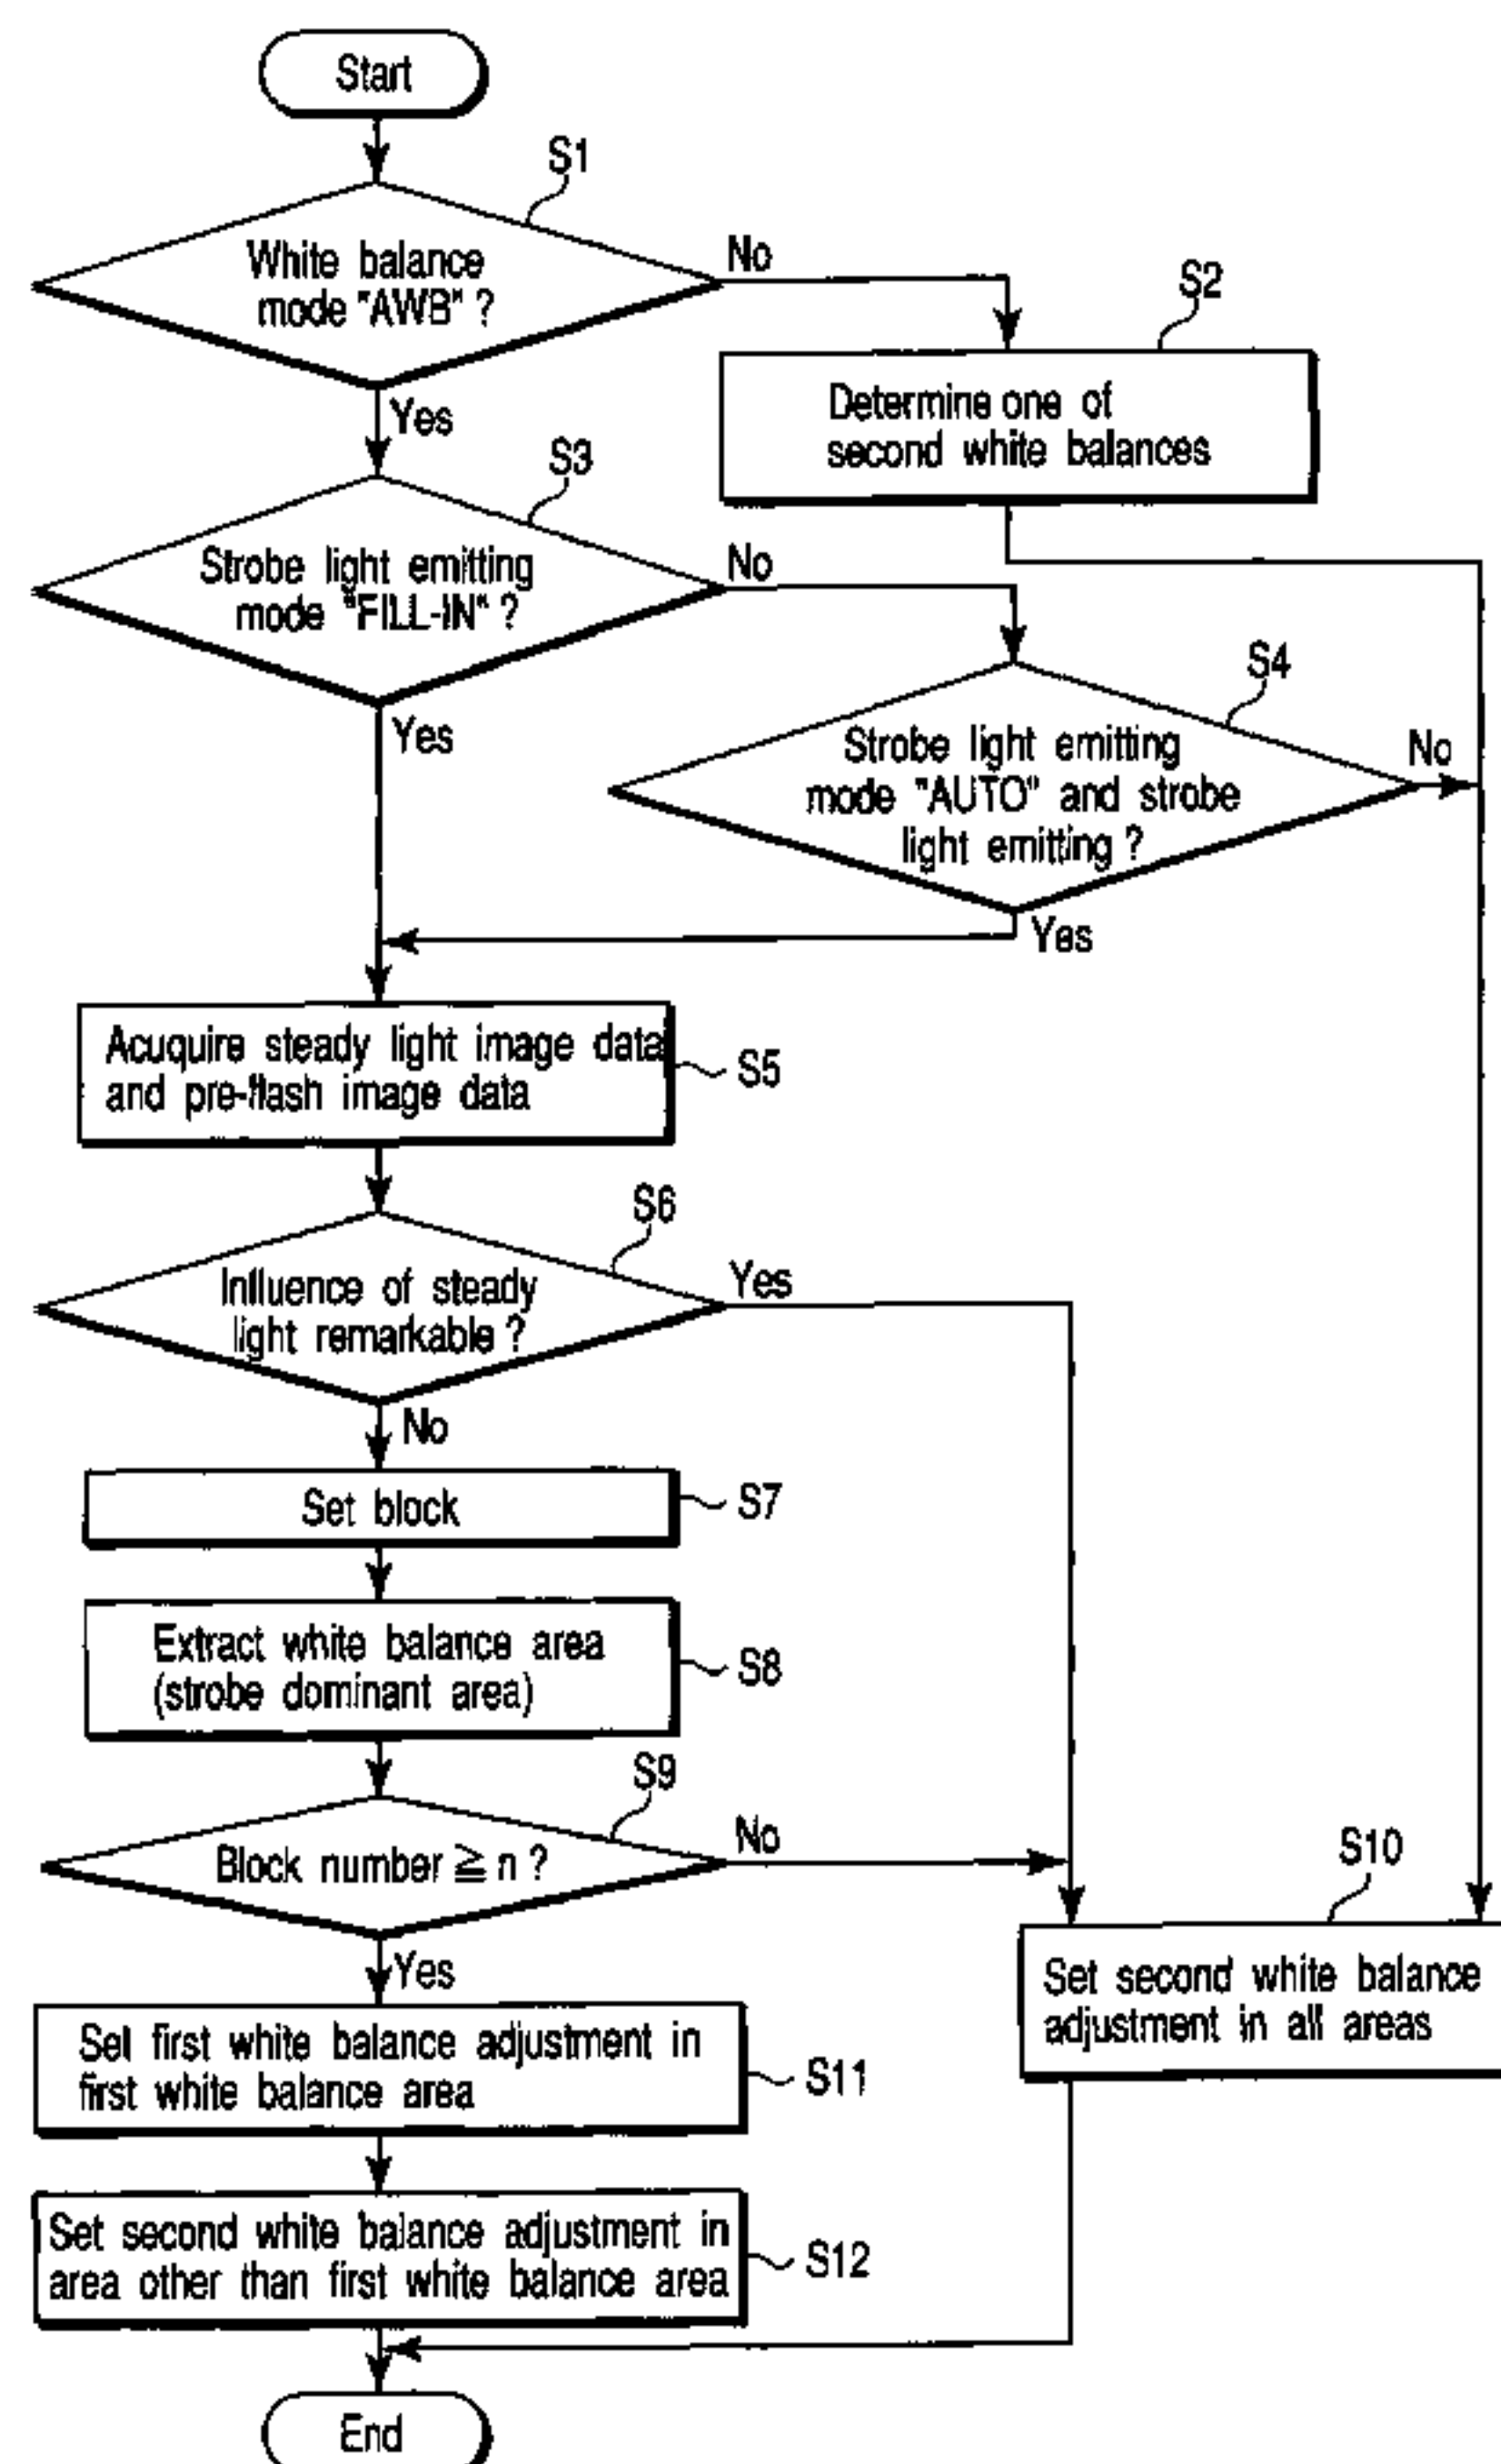 Start
S1
White balance
mode "AWB" ?
No
Yes
S2
Determine one of
second white balances
S3
Strobe light emitting
mode "FILL-IN" ?
No
Yes
S4
Strobe light emitting
mode "AUTO" and strobe
light emitting ?
No
Yes
Acuquire steady light image data
and pre-flash image data
S5
S6
Influence of steady
light remarkable ?
Yes
No
Set block
S7
Extract white balance area
(strobe dominant area)
S8
S9
Block number ≧ n ?
No
Yes
S10
Set second white balance
adjustment in all areas
Set first white balance adjustment in
first white balance area
S11
Set second white balance adjustment in
area other than first white balance area
S12
End